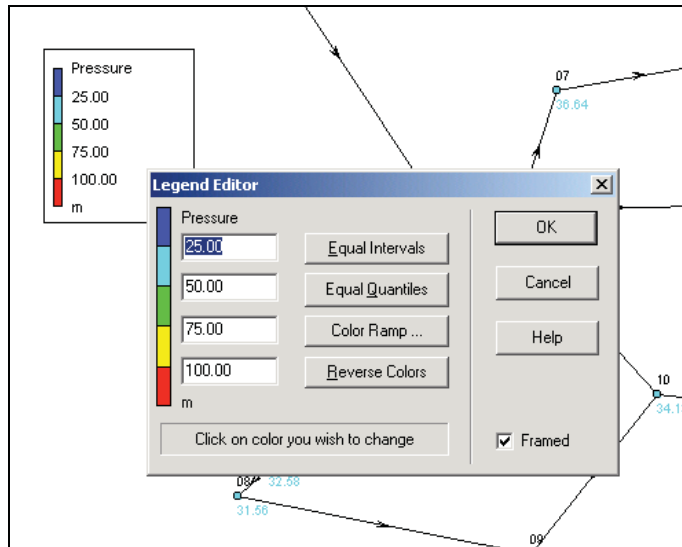 Pressure
25.00
50.00
75.00
100.00
m
07
36.64
Legend Editor
Pressure
25.00
50.00
75.00
100.00
m
Equal Intervals
Equal Quantiles
Color Ramp ...
Reverse Colors
OK
Cancel
Help
Click on color you wish to change
Framed
10
08
32.58
31.56
09